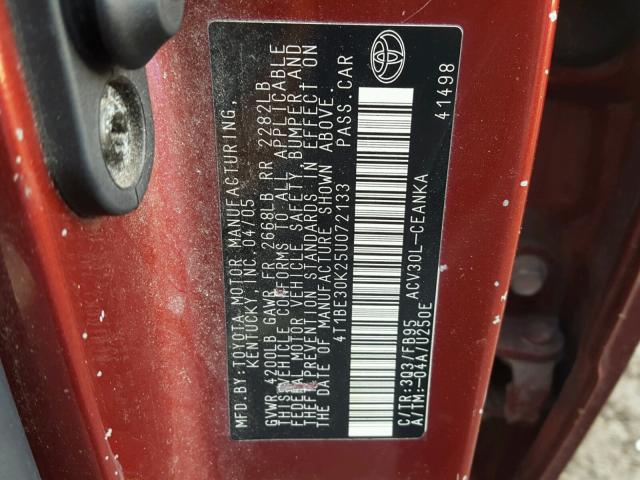 MFD. BY: TOYOTA MOTOR MANUFACTURING,
KENTUCKY, INC. 04/05
GVWR 4200LB GAWR FR 2668LB RR 2282LB
THIS VEHICLE CONFORMS TO ALL APPLICABLE
FEDERAL MOTOR VEHICLE SAFETY, BUMPER, AND
THEFT PREVENTION STANDARDS IN EFFECT ON
THE DATE OF MANUFACTURE SHOWN ABOVE.
4T1BE30K25U072133 PASS. CAR
C/TR: 3Q3/FB95 ACV30L-CEANKA
A/TM: -04A/U250E 41498